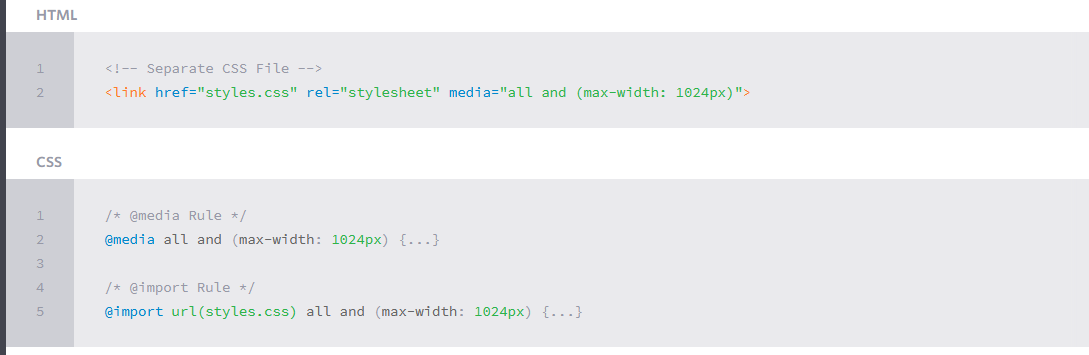 HTML
1 <!-- Separate CSS File -->
2 <link href="styles.css" rel="stylesheet" media="all and (max-width: 1024px)">
CSS
1 /* @media Rule */
2 @media all and (max-width: 1024px) {...}
3
4 /* @import Rule */
5 @import url(styles.css) all and (max-width: 1024px) {...}